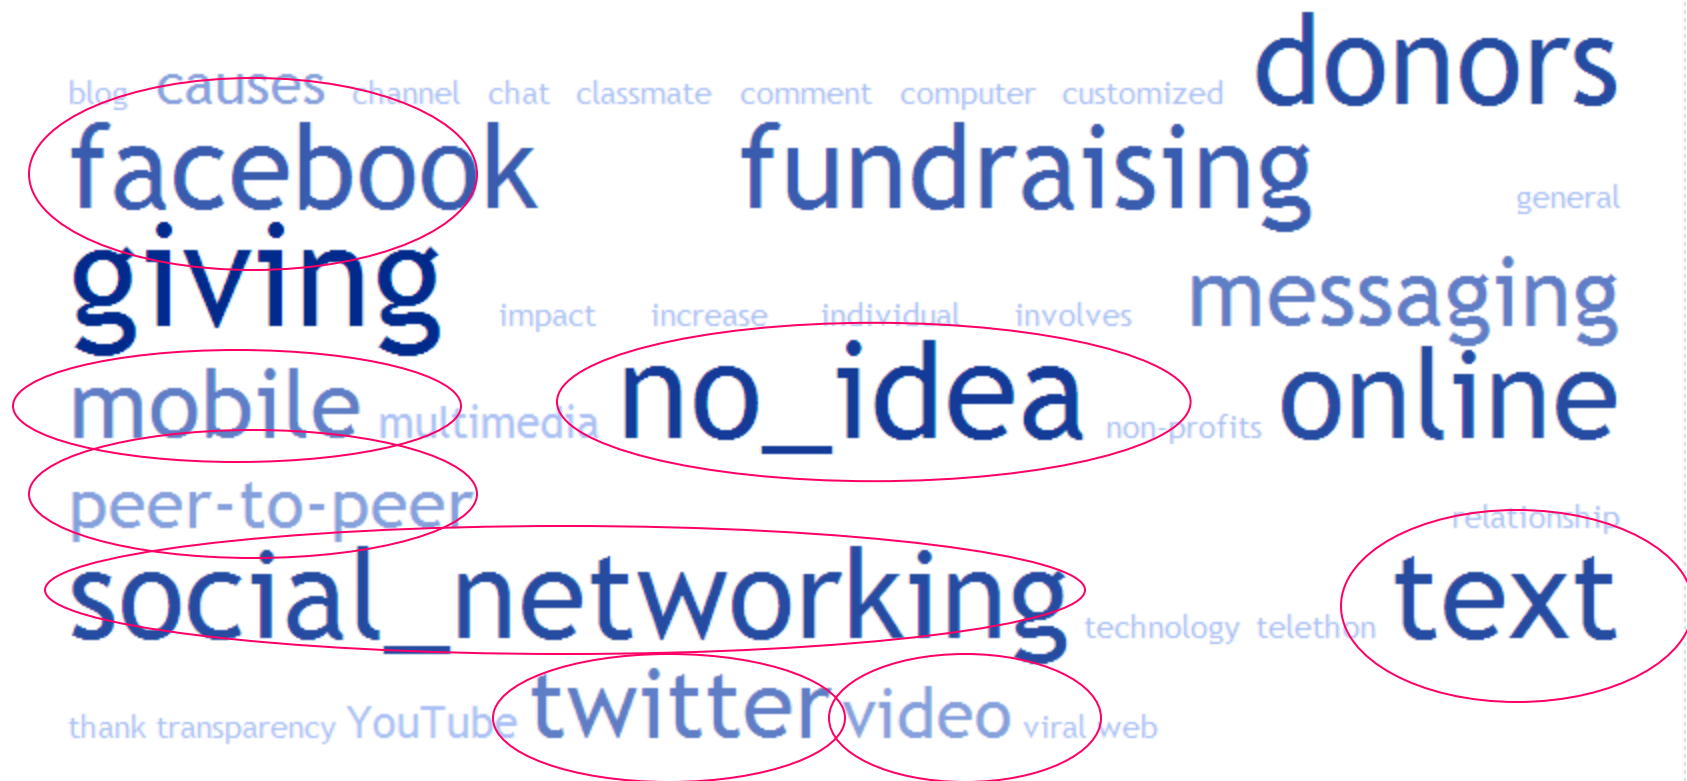 blog causes channel chat classmate comment computer customized donors
facebook fundraising general
giving impact increase individual involves messaging
mobile multimedia no_idea non-profits online
peer-to-peer relationship
social_networking technology telethon text
thank transparency YouTube twitter video viral web